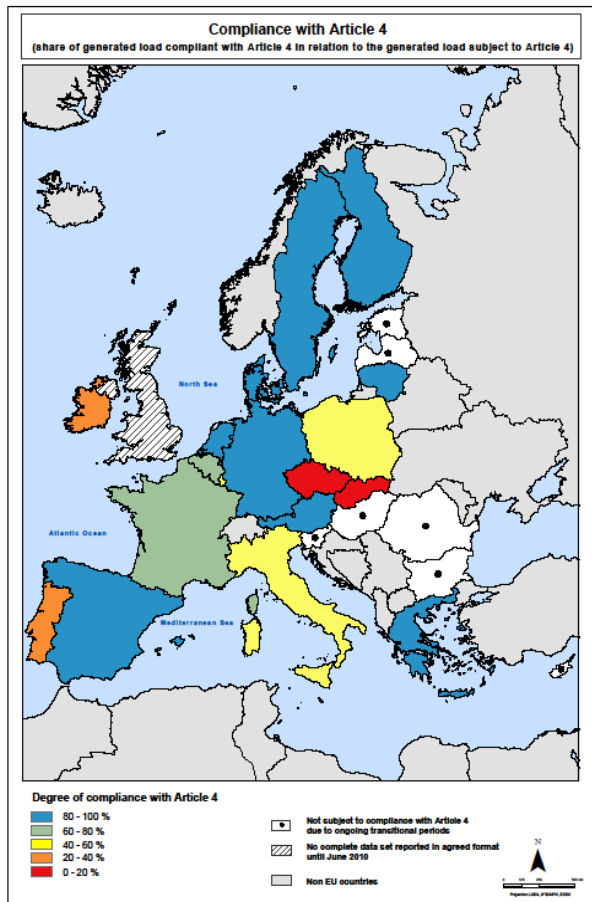 Compliance with Article 4
(share of generated load compliant with Article 4 in relation to the generated load subject to Article 4)
North Sea
Atlantic Ocean
Mediterranean Sea
Degree of compliance with Article 4
80 - 100 %
60 - 80 %
40 - 60 %
20 - 40 %
0 - 20 %
Not subject to compliance with Article 4
due to ongoing transitional periods
No complete data set reported in agreed format
until June 2010
Non EU countries
N
0